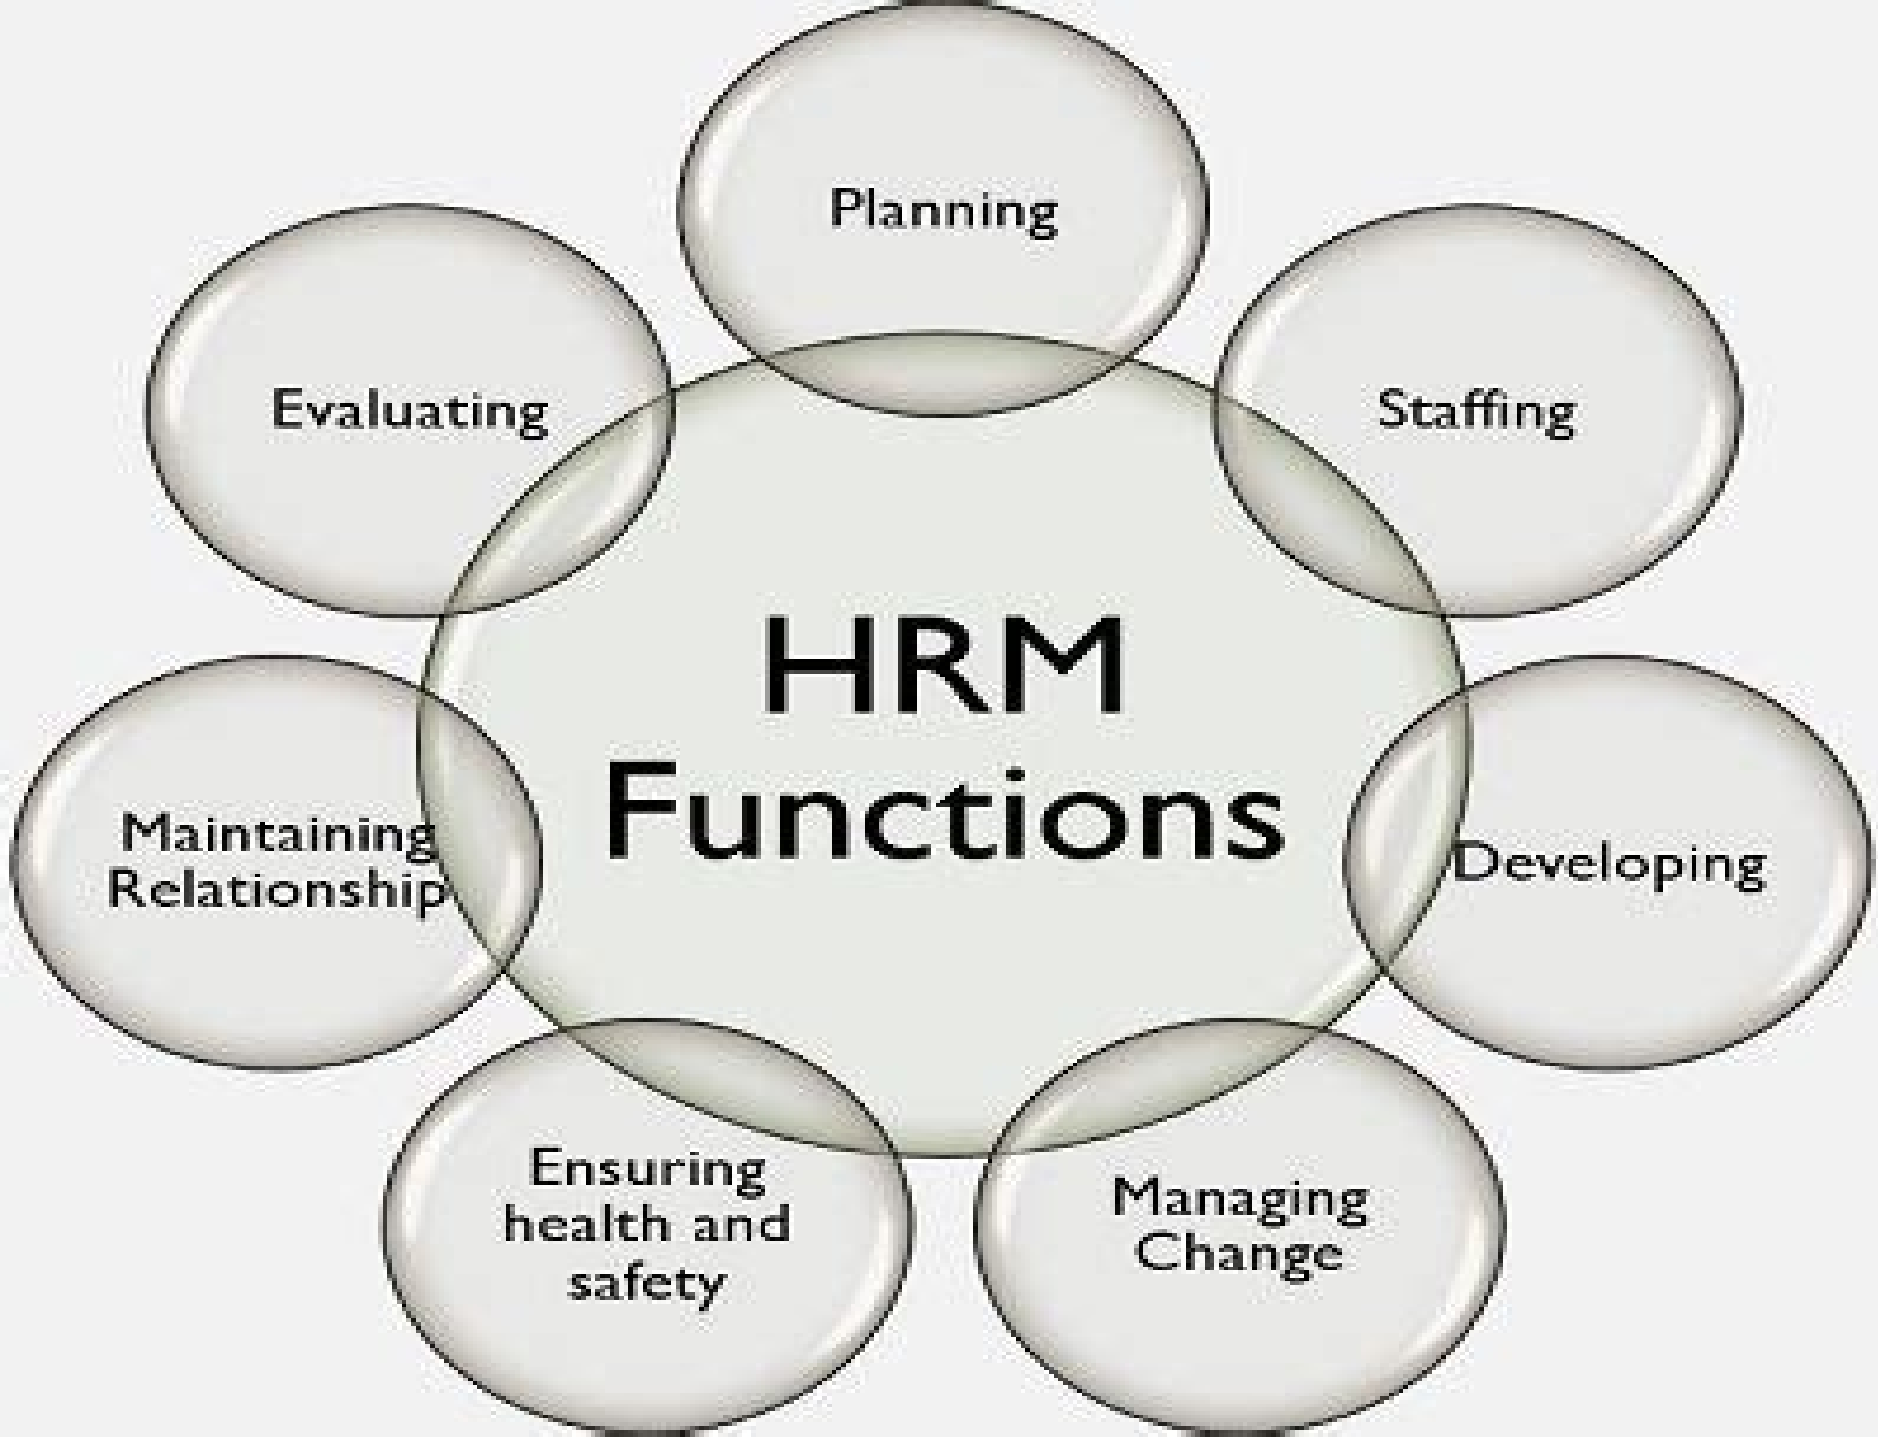 HRM
Functions
Planning
Staffing
Developing
Managing
Change
Ensuring
health and
safety
Maintaining
Relationship
Evaluating